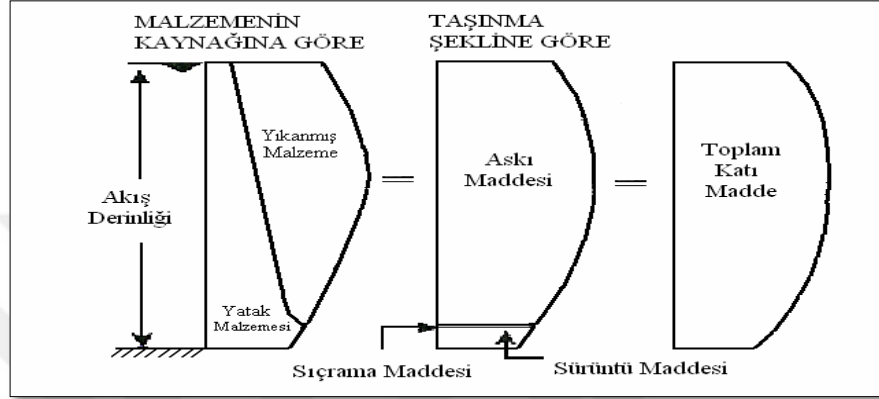 MALZEMENİN
KAYNAĞINA GÖRE
TAŞINMA
ŞEKLİNE GÖRE
Yıkanmış
Malzeme
Askı
Maddesi
Toplam
Katı
Madde
Akış
Derinliği
Yatak
Malzemesi
Sıçrama Maddesi
Sürüntü Maddesi